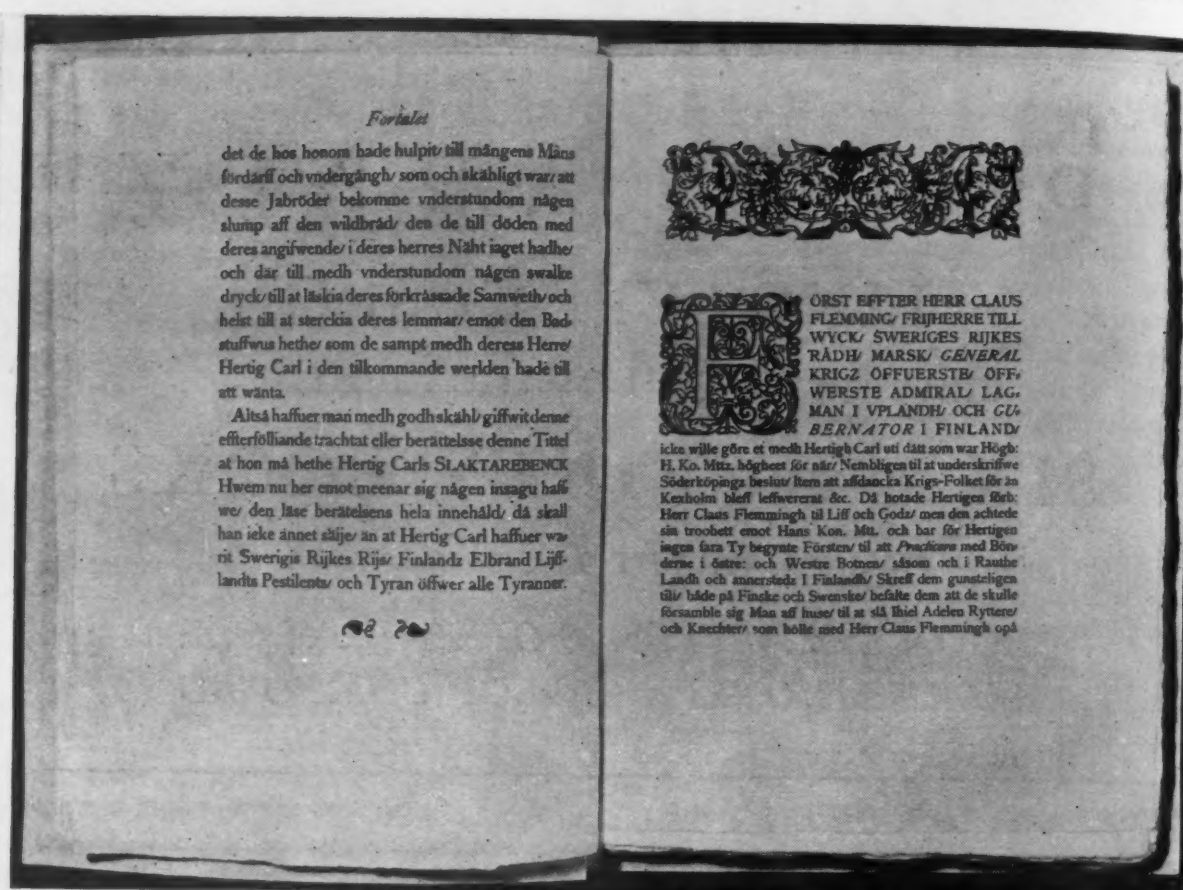 Fortalet
det de hos honom hade hulpit/ till mångens Måns
fördärff och vndergångh/ som och skähligt war/ att
desse Jabröder bekomme vnderstundom någen
slump aff den wildbråd/ den de till döden med
deres angifwende/ i deres herres Näht iaget hadhe/
och där till medh vnderstundom någen swalke
dryck/ till at läskia deres förkråssade Samweth/ och
helst till at sterckia deres lemmar/ emot den Bad-
stuffwus hethe/ som de sampt medh deress Herre/
Hertig Carl i den tilkommande werlden hade till
att wänta.
Altså haffuer man medh godh skähl/ giffwit denne
effterfölliande trachtat eller berättelsse denne Tittel
at hon må hethe Hertig Carls SLAKTAREBENCK
Hwem nu her emot meenar sig någen insagu haff-
we/ den läse berätelsens hela innehåld/ då skall
han icke ännet sälje/ än at Hertig Carl haffuer wa-
rit Swerigis Rijkes Rijs/ Finlandz Elbrand Lijff-
landts Pestilents/ och Tyran öffwer alle Tyranner.
FÖRST EFFTER HERR CLAUS
FLEMMING/ FRIJHERRE TILL
WYCK/ SWERIGES RIJKES
RÅDH/ MARSK/ GENERAL
KRIGZ ÖFFUERSTE/ ÖFF-
WERSTE ADMIRAL/ LAG-
MAN I VPLANDH/ OCH GU-
BERNATOR I FINLAND/
icke wille göre et medh Hertigh Carl uti dått som war Högb:
H. Ko. Mttz. högheet för när/ Nembligen til at underskriffwe
Söderköpings beslut/ Item att affdancka Krigs-Folket för än
Kexholm bleff leffwererat &c. Då hotade Hertigen förb:
Herr Claus Flemmingh til Liff och Godz/ men den achtede
sin troobett emot Hans Kon. Mtt. och bar för Hertigen
ingen fara Ty begynte Försten/ til att Practicera med Bön-
derne i östre: och Westre Botnen/ såsom och i Rauthe
Landh och annerstedz I Finlandh/ Skreff dem gunsteligen
till/ både på Finske och Swenske/ befalte dem att de skulle
församble sig Man aff huse/ til at slå Ihiel Adelen Ryttere/
och Knechter/ som hölle med Herr Claus Flemmingh opå